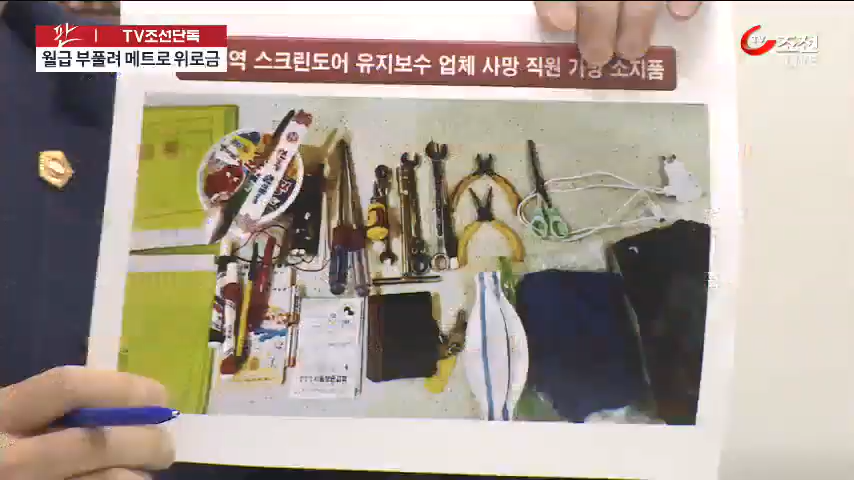 판 | TV조선단독
월급 부풀려 메트로 위로금
TV조선
LIVE
역 스크린도어 유지보수 업체 사망 직원 가방 소지품